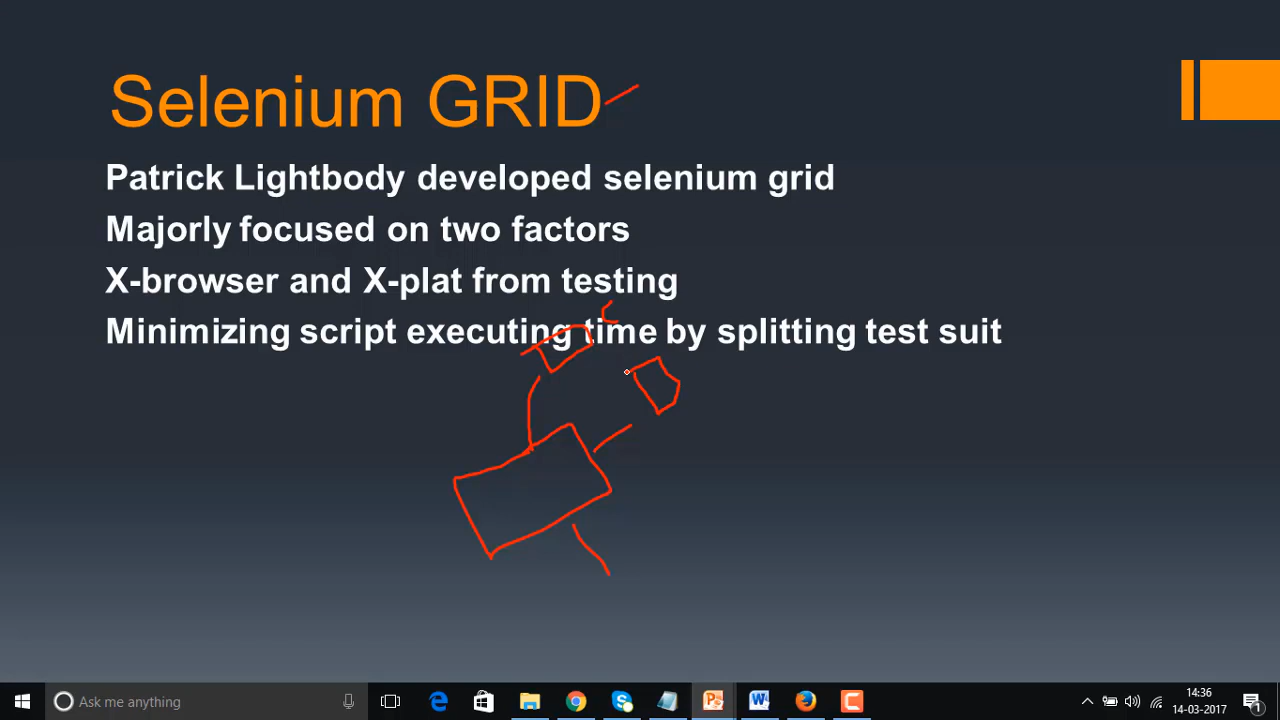 Selenium GRID
Patrick Lightbody developed selenium grid
Majorly focused on two factors
X-browser and X-plat from testing
Minimizing script executing time by splitting test suit
Ask me anything
14:36
14-03-2017
1